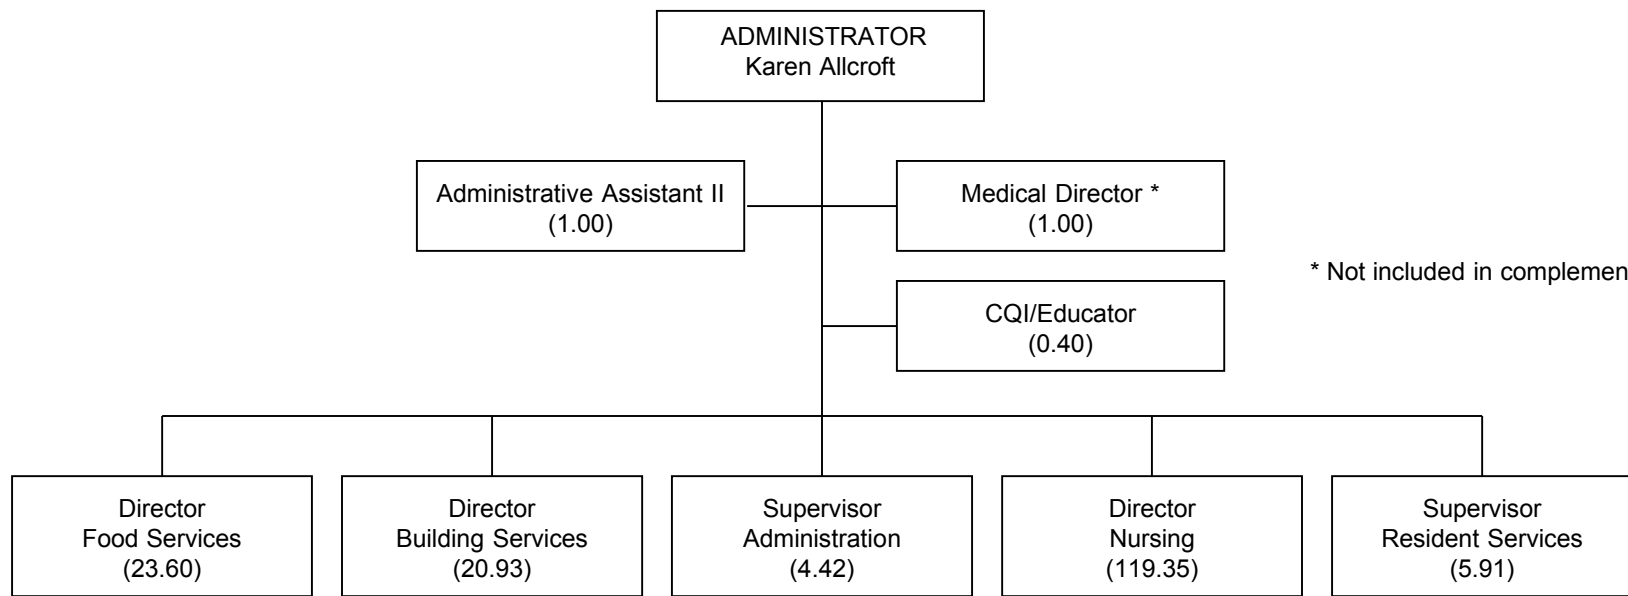 ADMINISTRATOR
Karen Allcroft
Administrative Assistant II
(1.00)
Medical Director *
(1.00)
* Not included in complemen
CQI/Educator
(0.40)
Director
Food Services
(23.60)
Director
Building Services
(20.93)
Supervisor
Administration
(4.42)
Director
Nursing
(119.35)
Supervisor
Resident Services
(5.91)